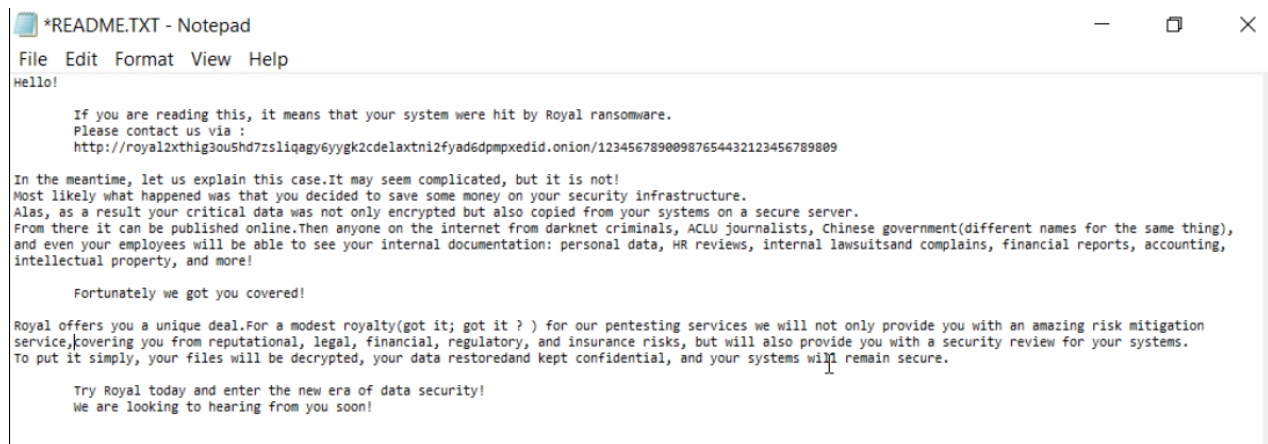 *README.TXT - Notepad
File Edit Format View Help
Hello!
If you are reading this, it means that your system were hit by Royal ransomware.
Please contact us via :
http://royal2xthig3ou5hd7zsliqagy6yygk2cdelaxtni2fyad6dpmpxedid.onion/12345678900987654432123456789809
In the meantime, let us explain this case.It may seem complicated, but it is not!
Most likely what happened was that you decided to save some money on your security infrastructure.
Alas, as a result your critical data was not only encrypted but also copied from your systems on a secure server.
From there it can be published online.Then anyone on the internet from darknet criminals, ACLU journalists, Chinese government(different names for the same thing),
and even your employees will be able to see your internal documentation: personal data, HR reviews, internal lawsuitsand complains, financial reports, accounting,
intellectual property, and more!
Fortunately we got you covered!
Royal offers you a unique deal.For a modest royalty(got it; got it ? ) for our pentesting services we will not only provide you with an amazing risk mitigation
service,covering you from reputational, legal, financial, regulatory, and insurance risks, but will also provide you with a security review for your systems.
To put it simply, your files will be decrypted, your data restoredand kept confidential, and your systems will remain secure.
Try Royal today and enter the new era of data security!
We are looking to hearing from you soon!